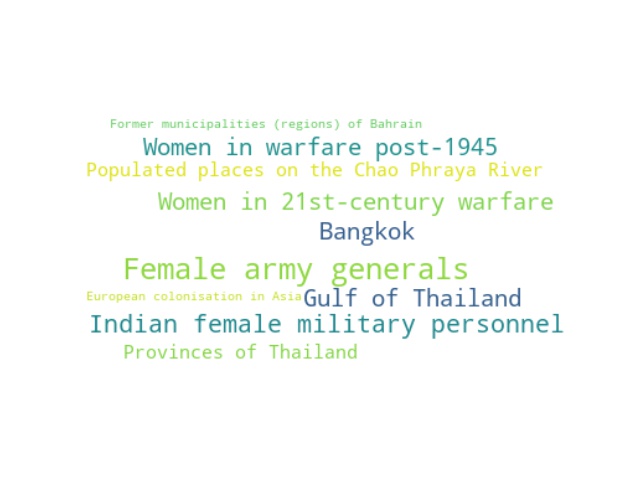 Former municipalities (regions) of Bahrain
Women in warfare post-1945
Populated places on the Chao Phraya River
Women in 21st-century warfare
Bangkok
Female army generals
European colonisation in Asia
Gulf of Thailand
Indian female military personnel
Provinces of Thailand